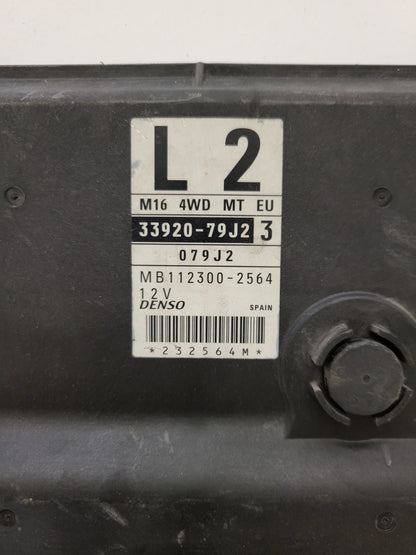 L 2
M16 4WD MT EU
33920-79J2 3
079J2
MB112300-2564
12V
DENSO SPAIN
*232564M*